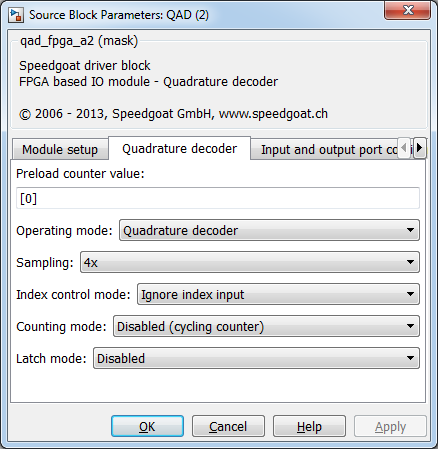 Source Block Parameters: QAD (2)
qad_fpga_a2 (mask)
Speedgoat driver block
FPGA based IO module - Quadrature decoder
© 2006 - 2013, Speedgoat GmbH, www.speedgoat.ch
Module setup Quadrature decoder Input and output port co
Preload counter value:
[0]
Operating mode: Quadrature decoder
Sampling: 4x
Index control mode: Ignore index input
Counting mode: Disabled (cycling counter)
Latch mode: Disabled
OK Cancel Help Apply